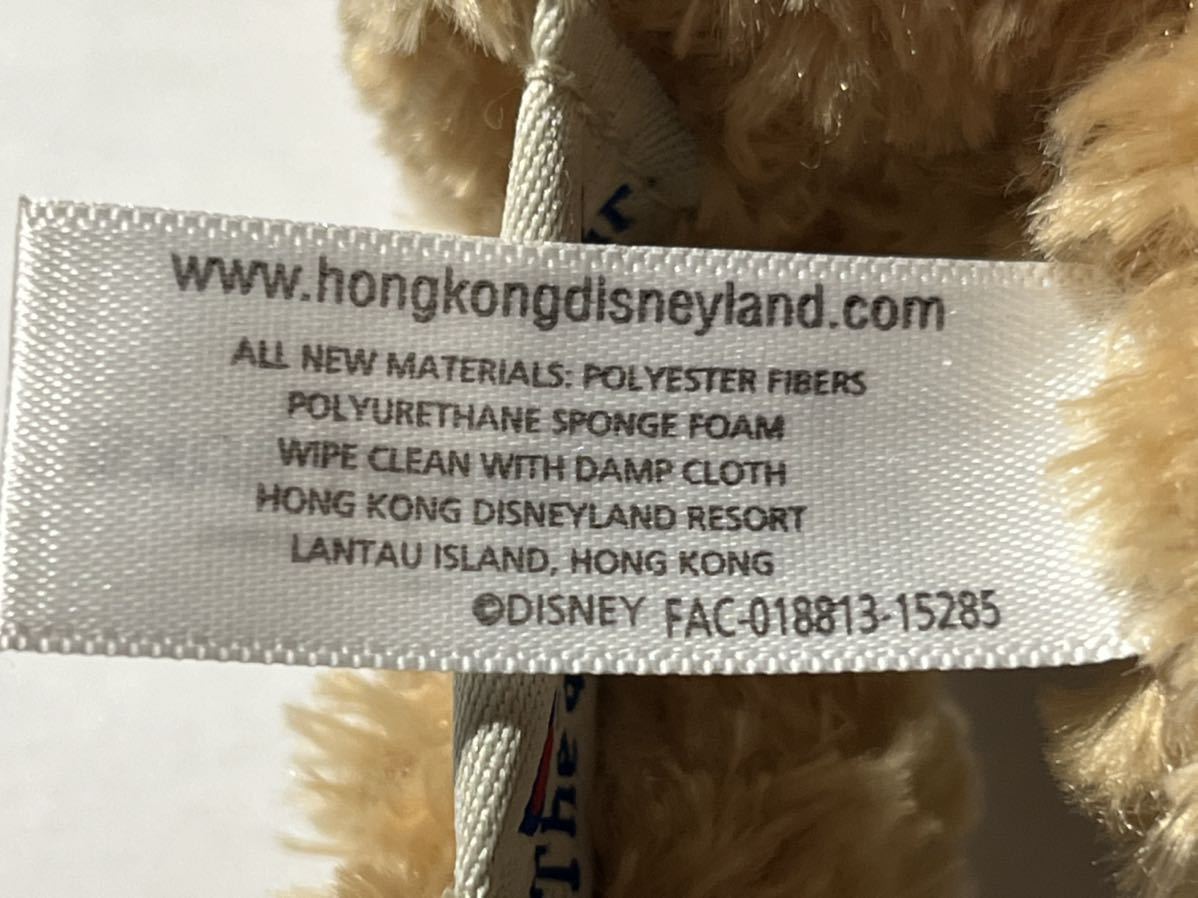 www.hongkongdisneyland.com
ALL NEW MATERIALS: POLYESTER FIBERS
POLYURETHANE SPONGE FOAM
WIPE CLEAN WITH DAMP CLOTH
HONG KONG DISNEYLAND RESORT
LANTAU ISLAND, HONG KONG
©DISNEY FAC-018813-15285